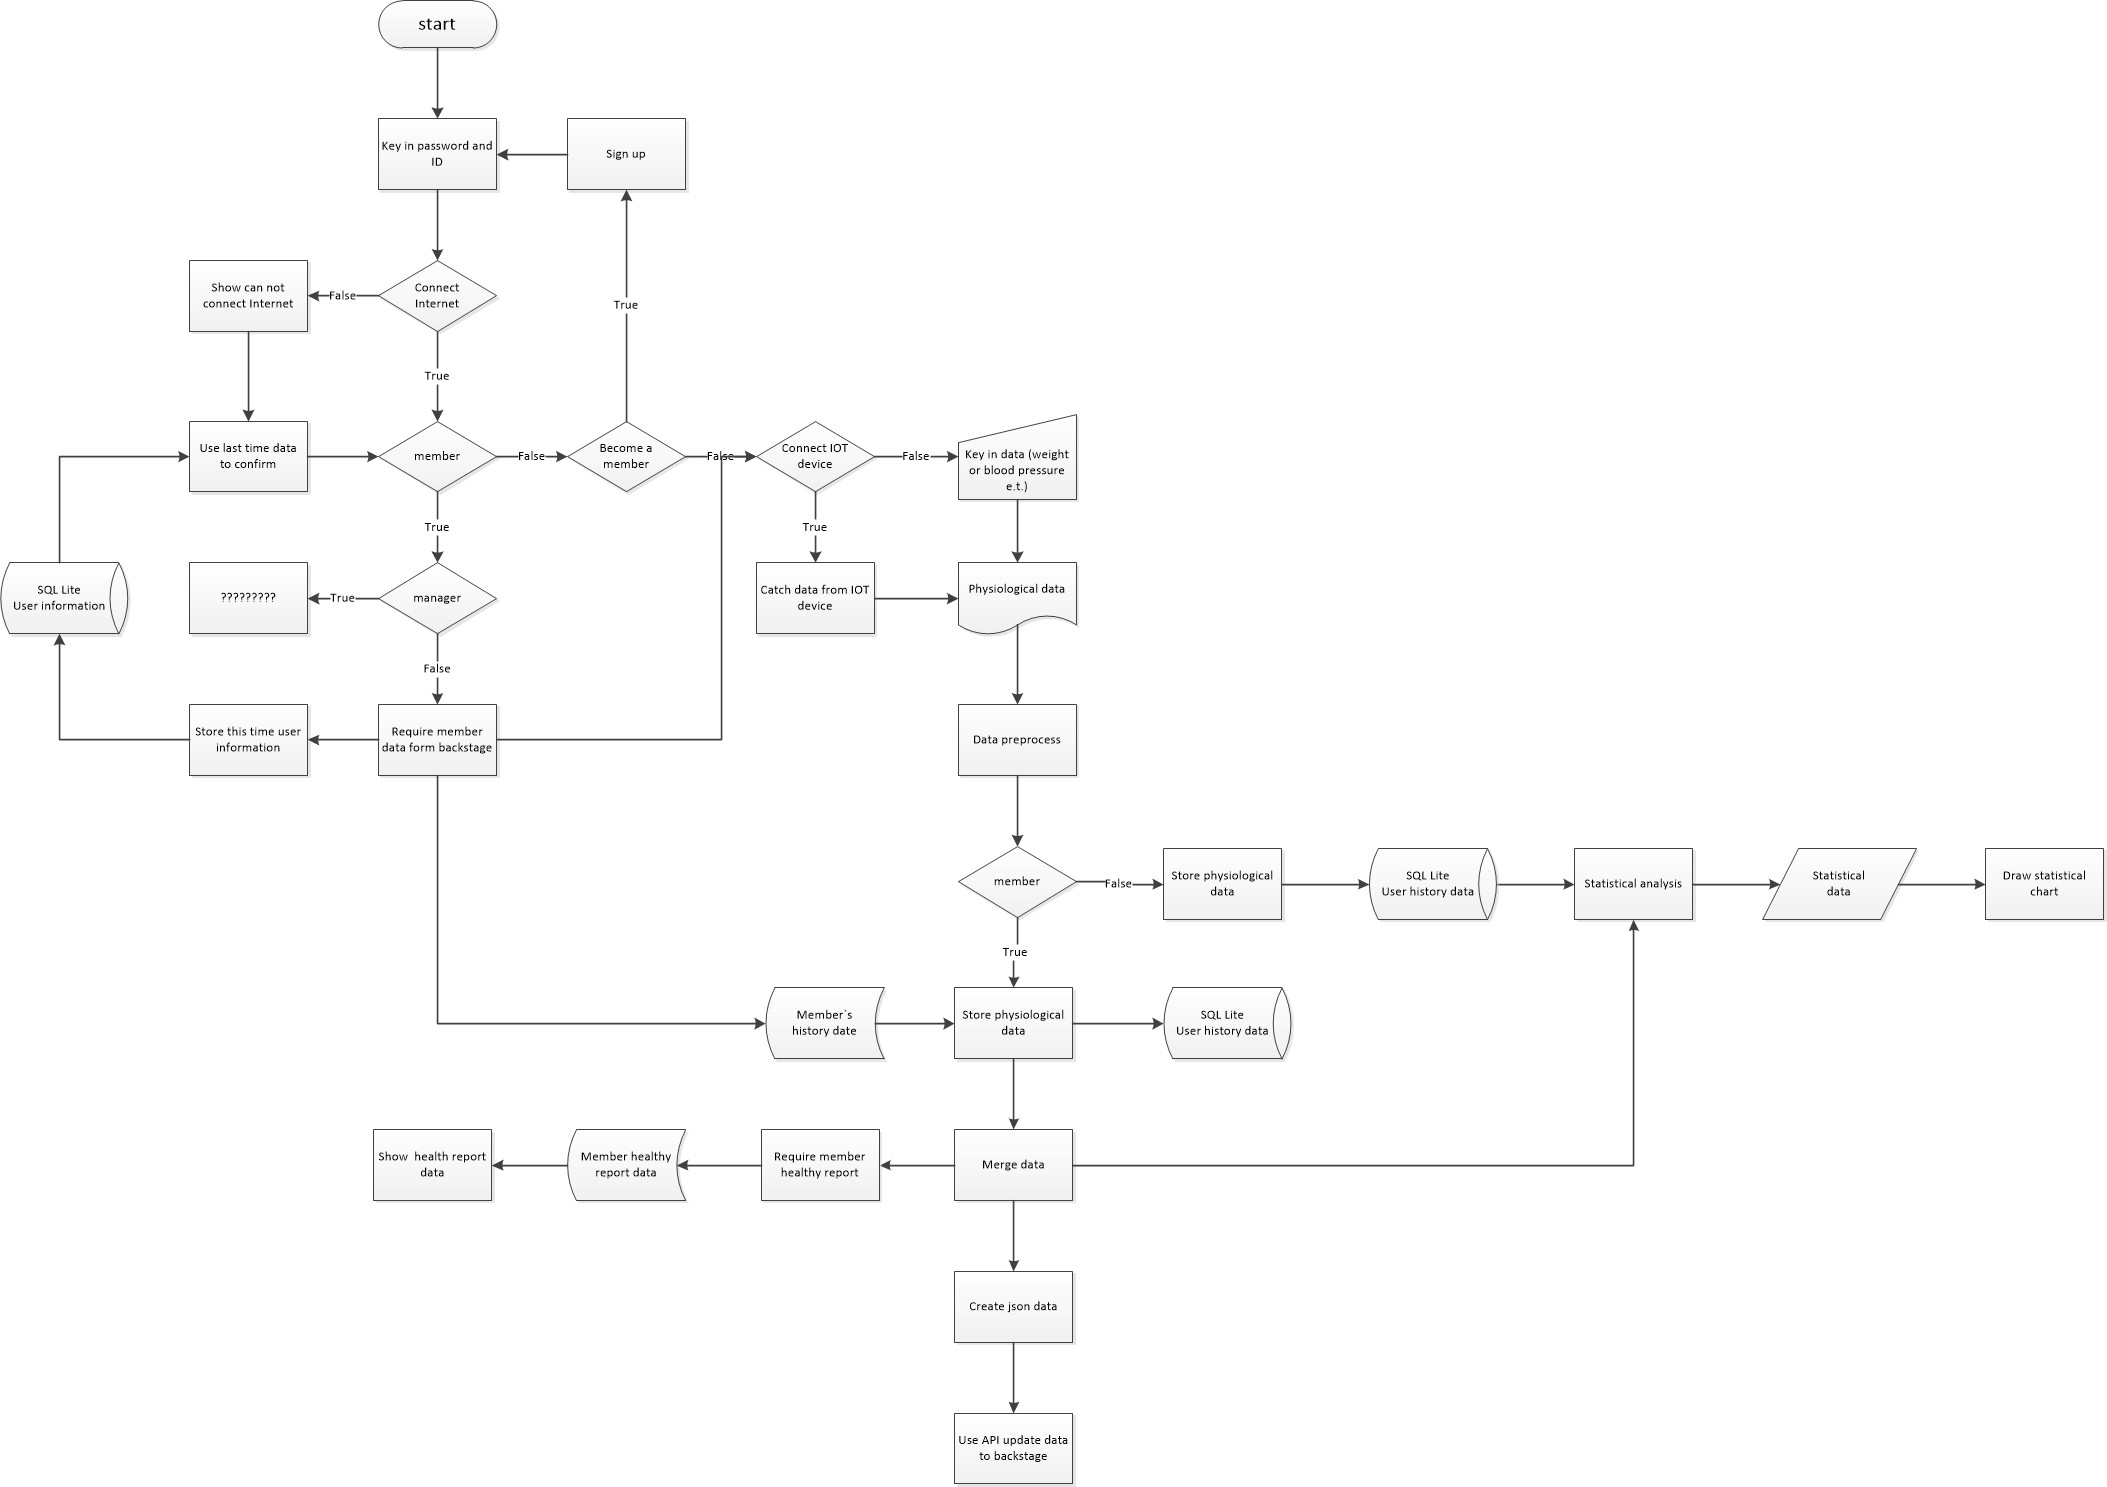 start
Key in password and
ID
Sign up
Show can not
connect Internet
False
Connect
Internet
True
True
Use last time data
to confirm
member
False
Become a
member
False
Connect IOT
device
False
Key in data (weight
or blood pressure
e.t.)
True
True
SQL Lite
User information
?????????
True
manager
Catch data from IOT
device
Physiological data
False
Store this time user
information
Require member
data form backstage
Data preprocess
member
False
Store physiological
data
SQL Lite
User history data
Statistical analysis
Statistical
data
Draw statistical
chart
True
Member`s
history date
Store physiological
data
SQL Lite
User history data
Show  health report
data
Member healthy
report data
Require member
healthy report
Merge data
Create json data
Use API update data
to backstage